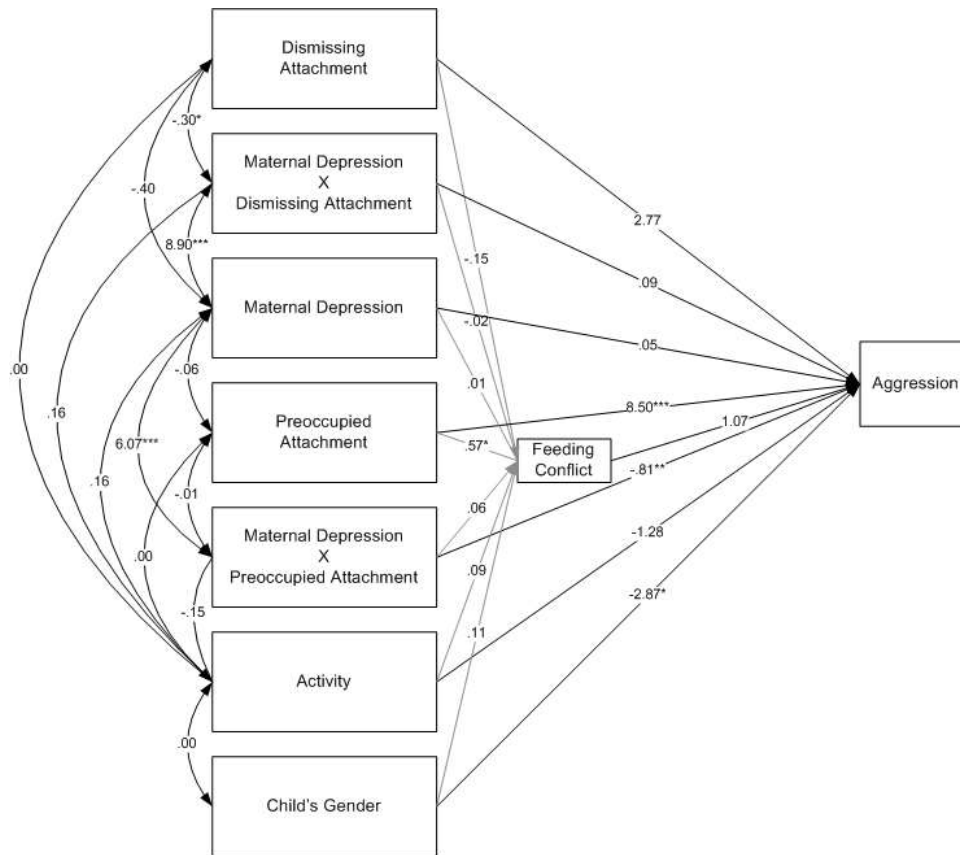 Dismissing
Attachment
-.30*
Maternal Depression
X
Dismissing Attachment
-.40
2.77
8.90***
-.15
.09
Maternal Depression
-.02
.05
Aggression
.00
-.06
.01
8.50***
.16
Preoccupied
Attachment
1.07
6.07***
.57*
Feeding
Conflict
-.81**
.16
-.01
.06
-1.28
Maternal Depression
X
Preoccupied Attachment
.00
.09
-2.87*
-.15
.11
Activity
.00
Child's Gender